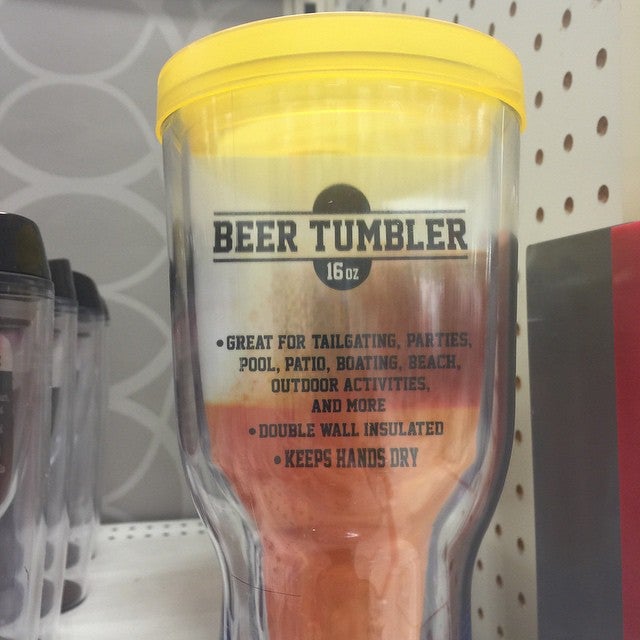 BEER TUMBLER
16 OZ
• GREAT FOR TAILGATING, PARTIES,
POOL, PATIO, BOATING, BEACH,
OUTDOOR ACTIVITIES,
AND MORE
• DOUBLE WALL INSULATED
• KEEPS HANDS DRY